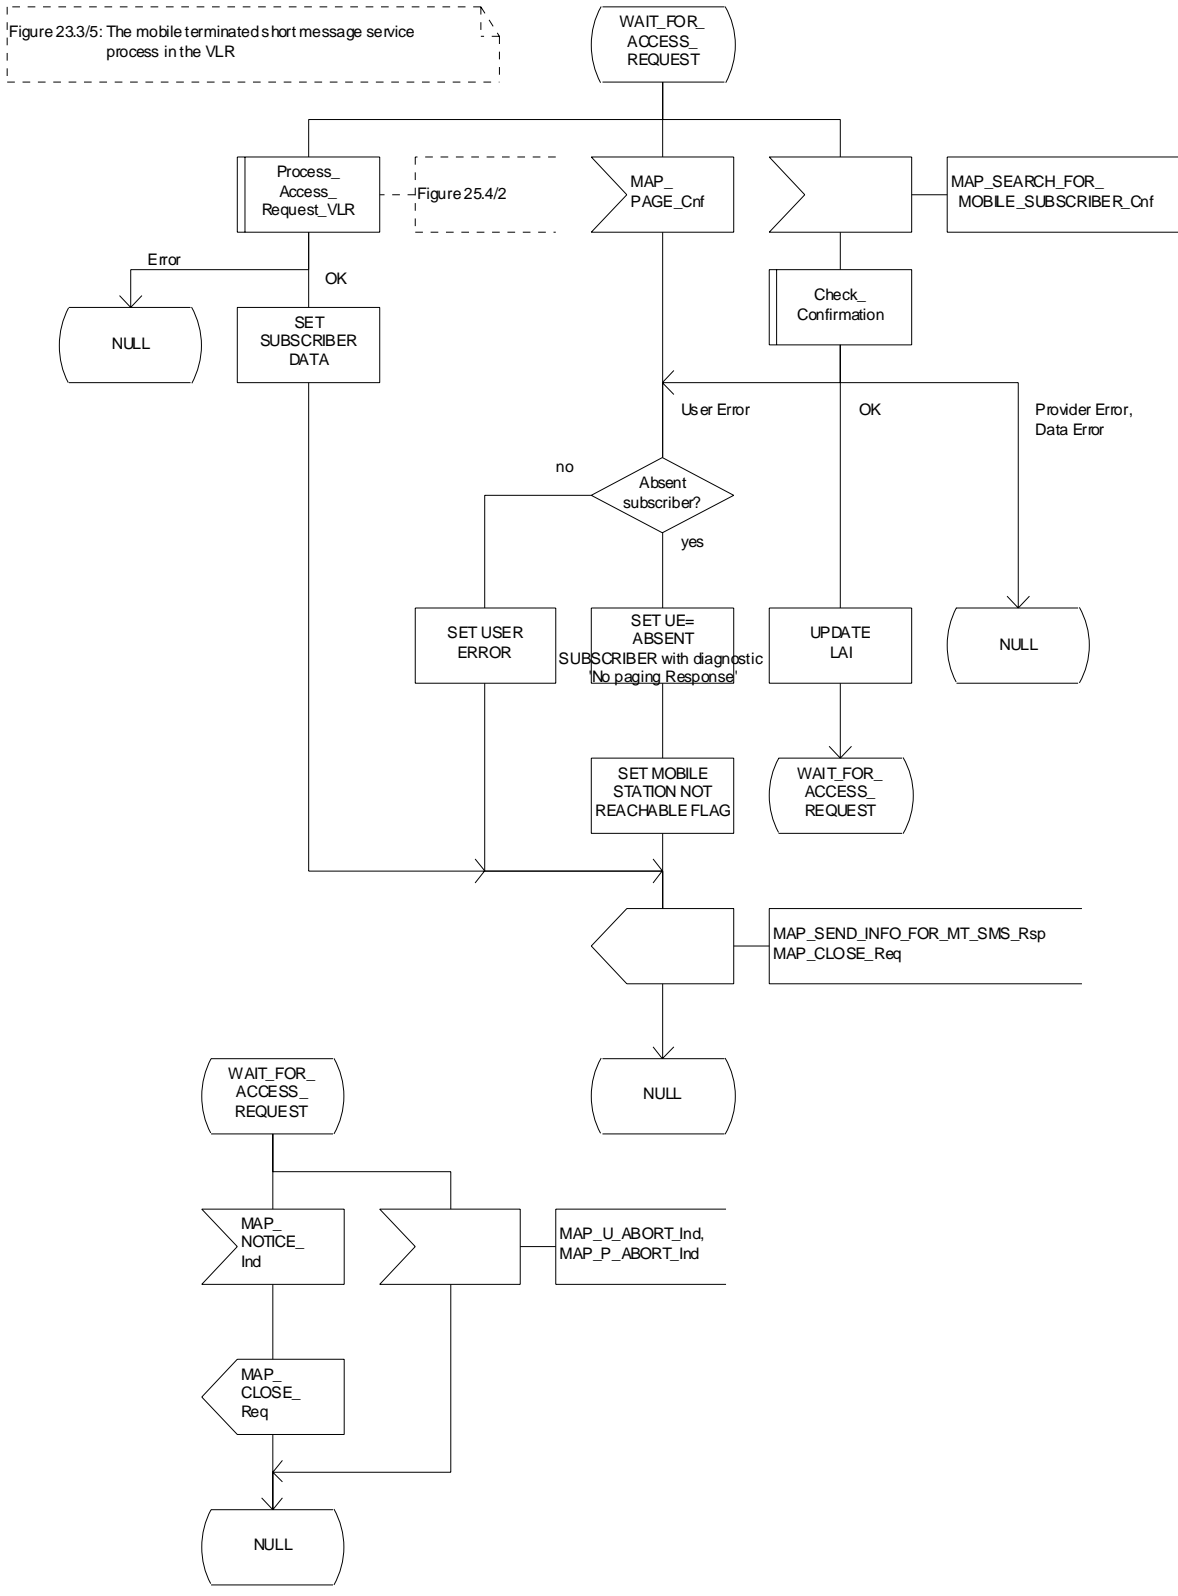 Figure 23.3/5: The mobile terminated short message service
process in the VLR
WAIT_FOR_
ACCESS_
REQUEST
Process_
Access_
Request_VLR
Figure 25.4/2
MAP_
PAGE_Cnf
MAP_SEARCH_FOR_
MOBILE_SUBSCRIBER_Cnf
Error
OK
NULL
SET
SUBSCRIBER
DATA
Check_
Confirmation
User Error
OK
Provider Error,
Data Error
no
Absent
subscriber?
yes
SET USER
ERROR
SET UE=
ABSENT
SUBSCRIBER with diagnostic
'No paging Response'
UPDATE
LAI
NULL
SET MOBILE
STATION NOT
REACHABLE FLAG
WAIT_FOR_
ACCESS_
REQUEST
MAP_SEND_INFO_FOR_MT_SMS_Rsp
MAP_CLOSE_Req
NULL
WAIT_FOR_
ACCESS_
REQUEST
MAP_
NOTICE_
Ind
MAP_U_ABORT_Ind,
MAP_P_ABORT_Ind
MAP_
CLOSE_
Req
NULL